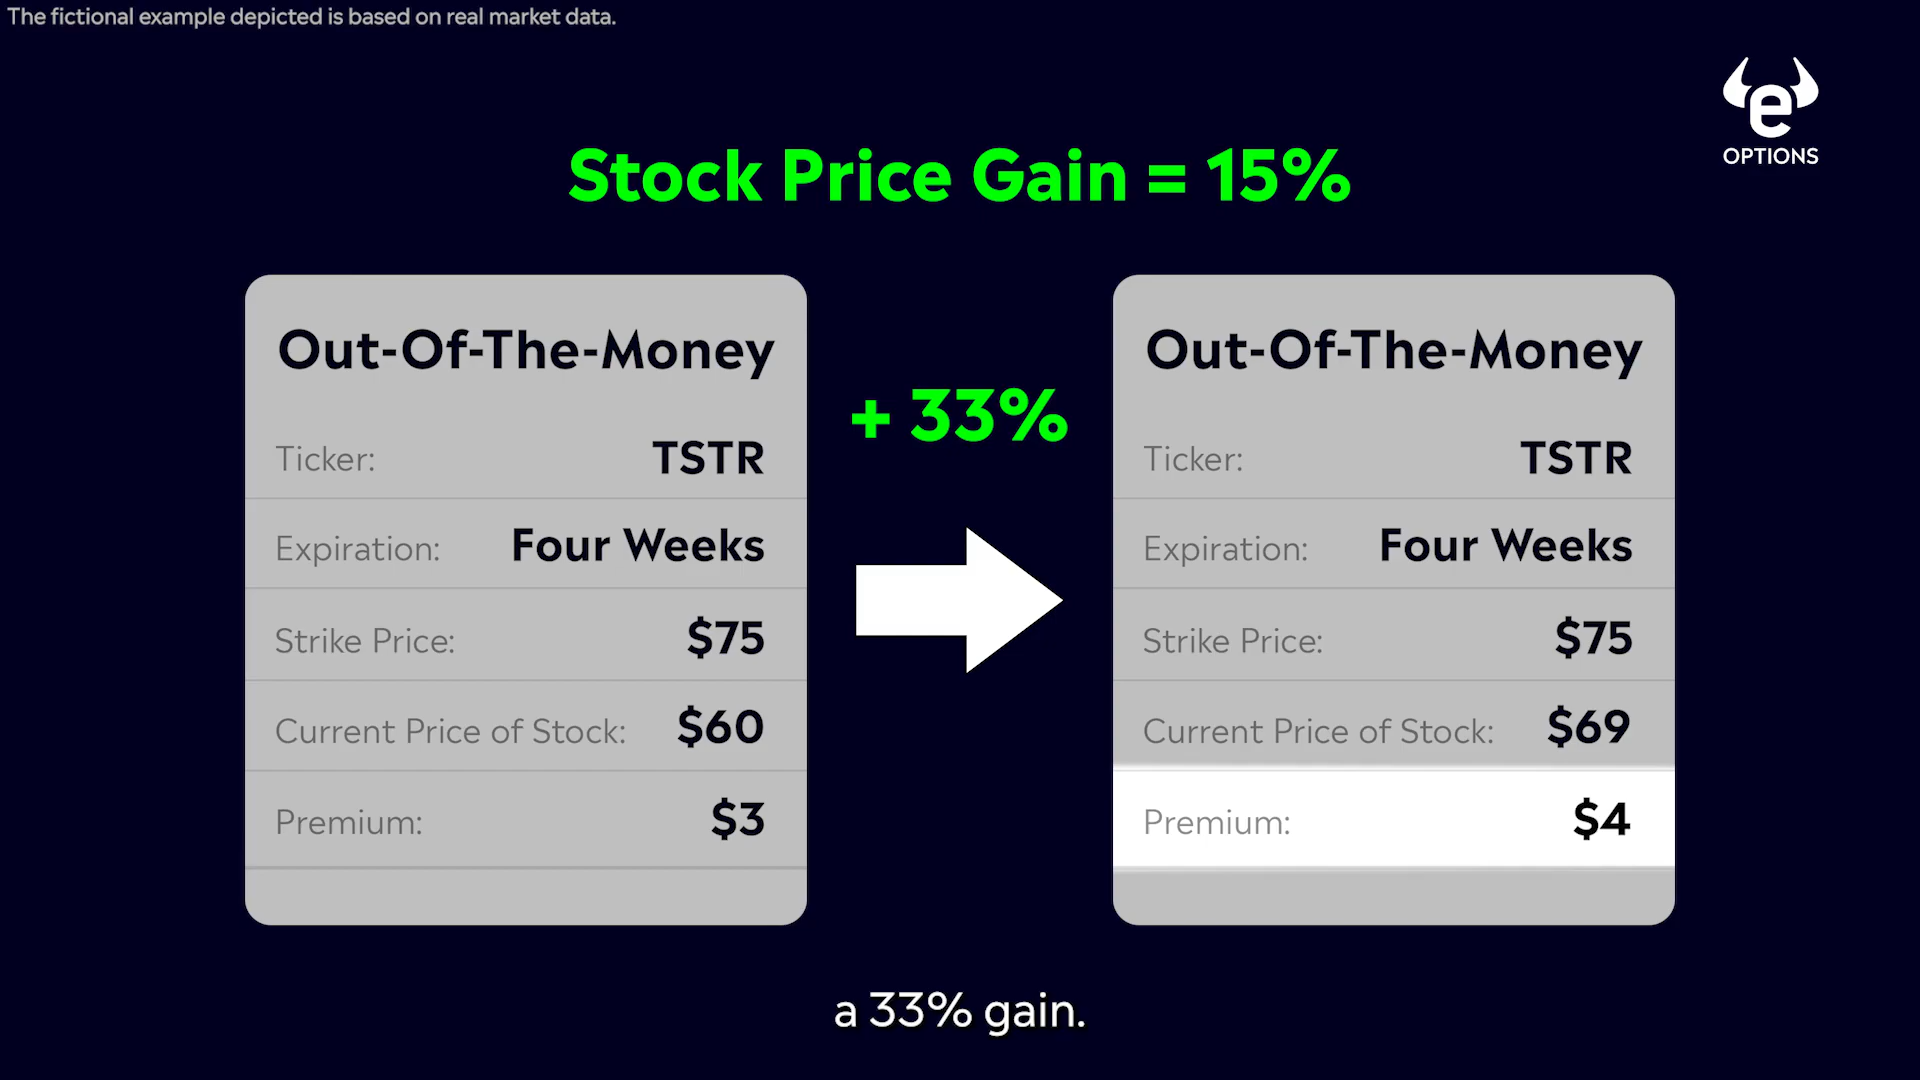 The fictional example depicted is based on real market data.
e
OPTIONS
Stock Price Gain = 15%
Out-Of-The-Money
Ticker: TSTR
Expiration: Four Weeks
Strike Price: $75
Current Price of Stock: $60
Premium: $3
+ 33%
Out-Of-The-Money
Ticker: TSTR
Expiration: Four Weeks
Strike Price: $75
Current Price of Stock: $69
Premium: $4
a 33% gain.